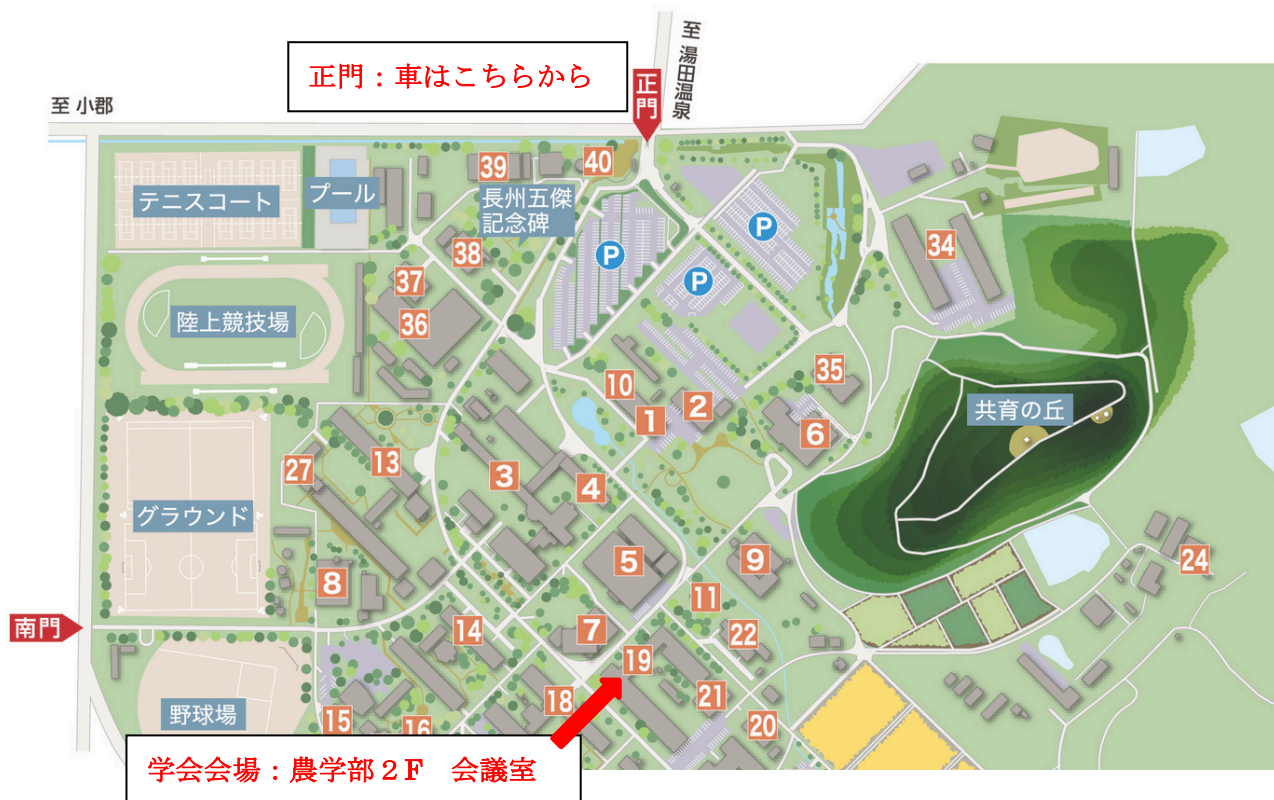 至 湯田温泉
正門：車はこちらから
正門
至 小郡
39
40
テニスコート
プール
長州五傑
記念碑
P
P
P
34
38
37
36
陸上競技場
35
10
1
2
6
共育の丘
27
13
3
4
グラウンド
5
9
24
8
11
南門
14
7
22
19
18
21
15
16
20
野球場
学会会場：農学部２F　会議室